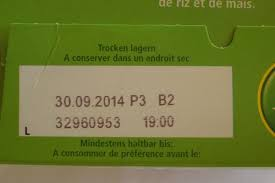 de riz et de maïs.
Trocken lagern
A conserver dans un endroit sec
30.09.2014 P3 B2
32960953 19:00
L
Mindestens haltbar bis:
A consommer de préférence avant le: